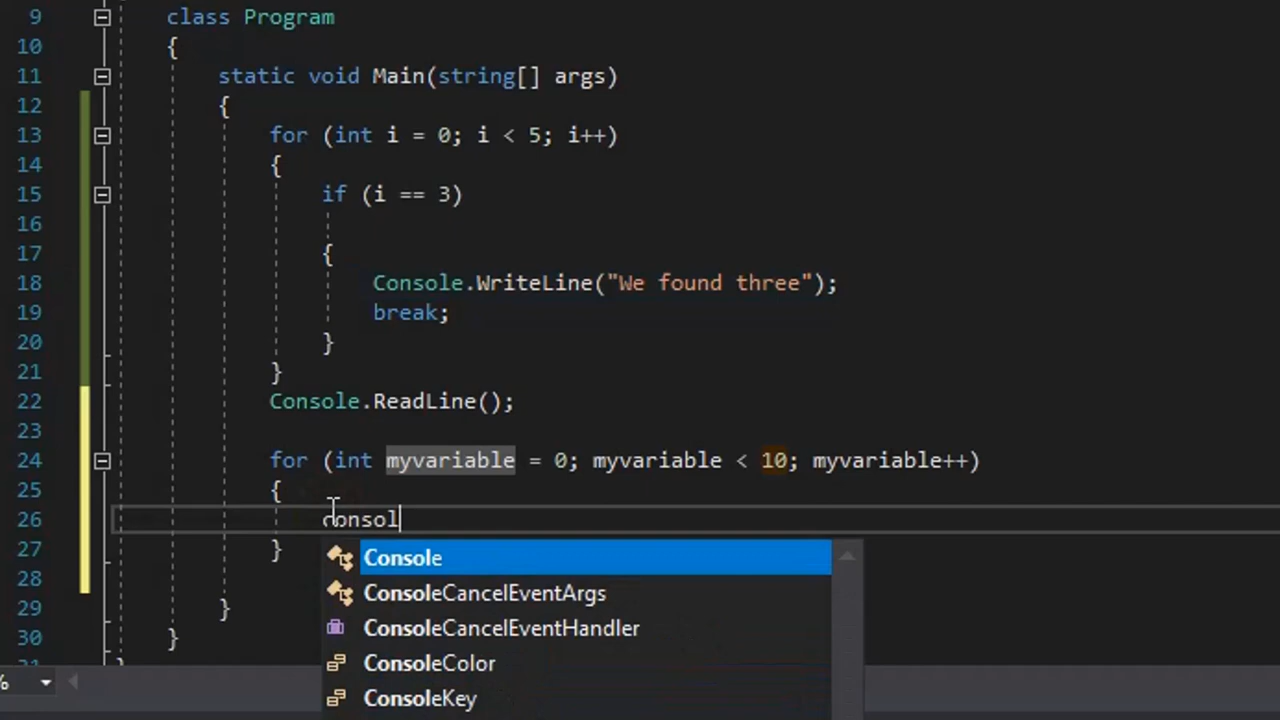 9 class Program
10 {
11 static void Main(string[] args)
12 {
13 for (int i = 0; i < 5; i++)
14 {
15 if (i == 3)
16
17 {
18 Console.WriteLine("We found three");
19 break;
20 }
21 }
22 Console.ReadLine();
23
24 for (int myvariable = 0; myvariable < 10; myvariable++)
25 {
26 consol
27 }
Console
28
ConsoleCancelEventArgs
29 }
ConsoleCancelEventHandler
30 }
31 }
ConsoleColor
%
ConsoleKey